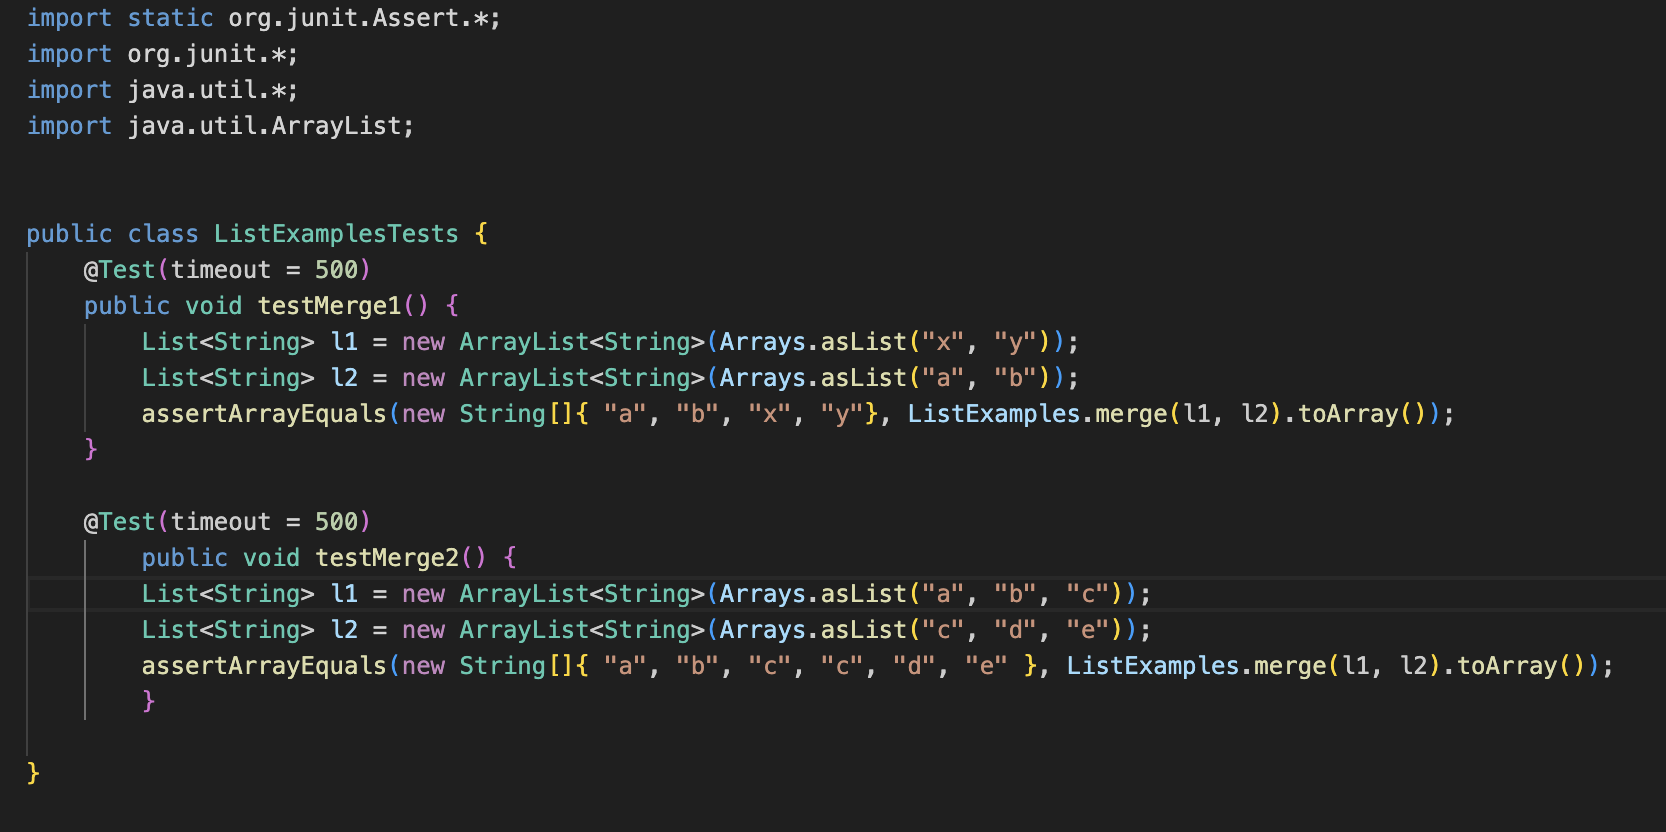 import static org.junit.Assert.*;
import org.junit.*;
import java.util.*;
import java.util.ArrayList;
public class ListExamplesTests {
    @Test(timeout = 500)
    public void testMerge1() {
        List<String> l1 = new ArrayList<String>(Arrays.asList("x", "y"));
        List<String> l2 = new ArrayList<String>(Arrays.asList("a", "b"));
        assertArrayEquals(new String[]{ "a", "b", "x", "y"}, ListExamples.merge(l1, l2).toArray());
    }
    @Test(timeout = 500)
        public void testMerge2() {
        List<String> l1 = new ArrayList<String>(Arrays.asList("a", "b", "c"));
        List<String> l2 = new ArrayList<String>(Arrays.asList("c", "d", "e"));
        assertArrayEquals(new String[]{ "a", "b", "c", "c", "d", "e" }, ListExamples.merge(l1, l2).toArray());
        }
}